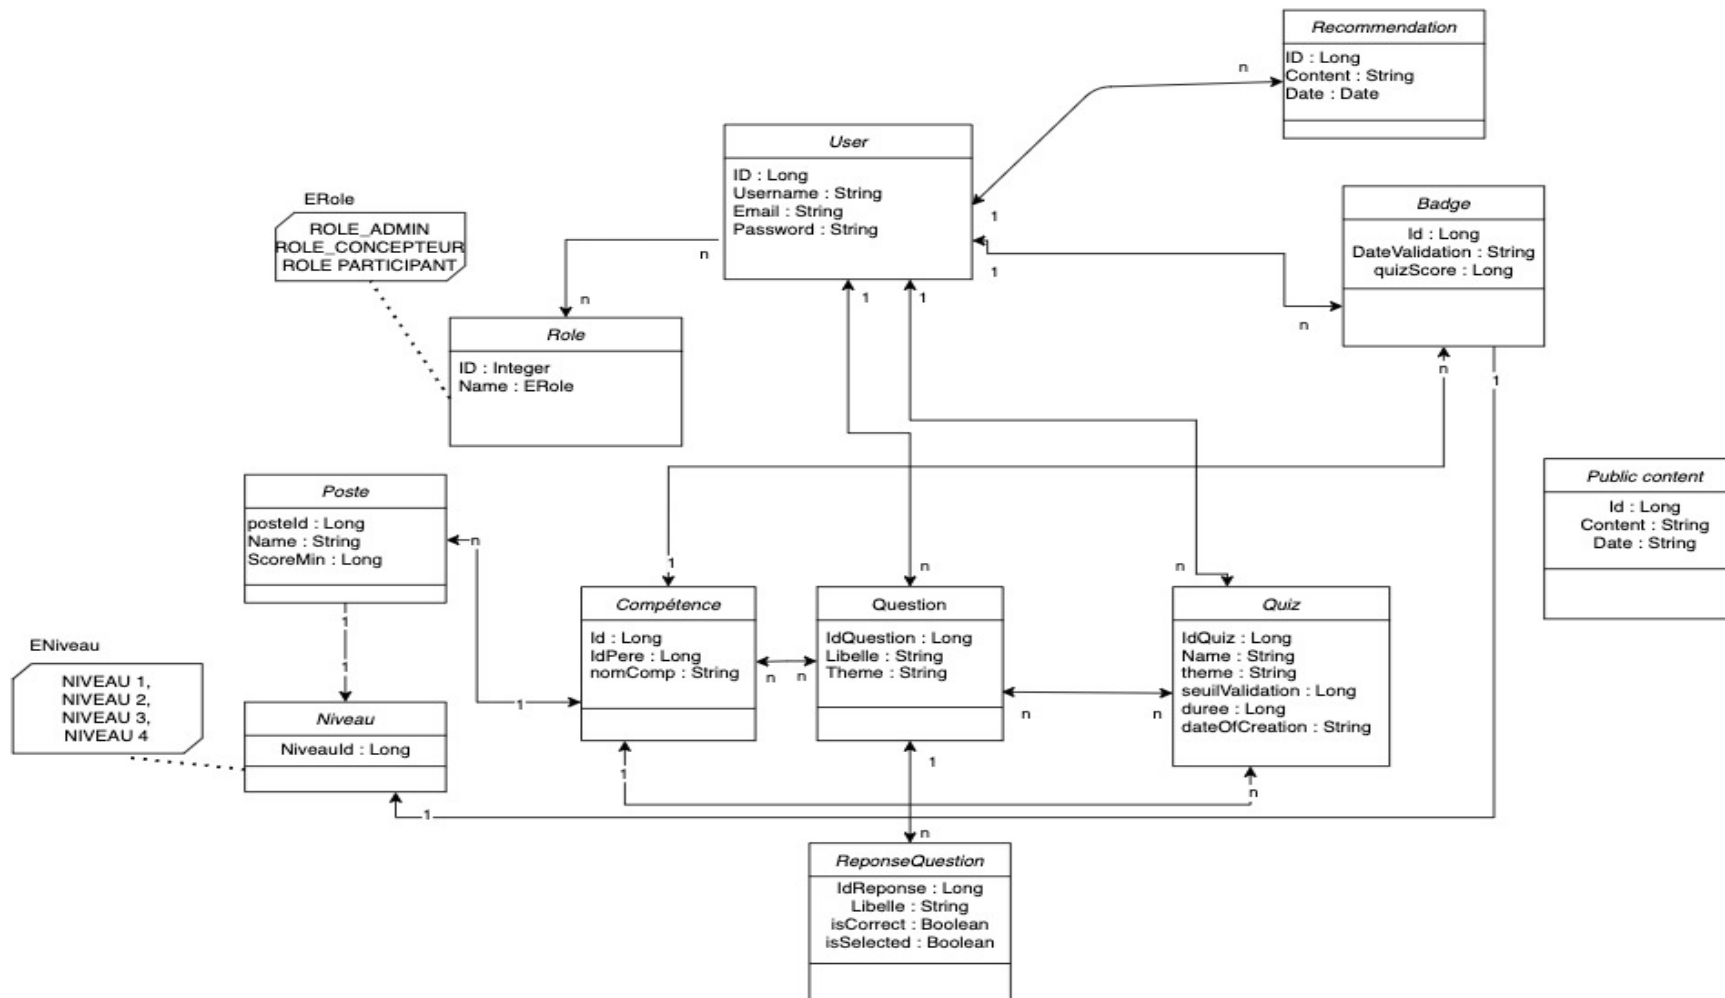 Recommendation
ID : Long
Content : String
Date : Date
n
1
User
ID : Long
Username : String
Email : String
Password : String
n
n
1
n
1
1
ERole
ROLE_ADMIN
ROLE_CONCEPTEUR
ROLE PARTICIPANT
Badge
Id : Long
DateValidation : String
quizScore : Long
n
1
Role
ID : Integer
Name : ERole
Poste
posteId : Long
Name : String
ScoreMin : Long
n
1
1
1
1
n
n
Public content
Id : Long
Content : String
Date : String
Compétence
Id : Long
IdPere : Long
nomComp : String
n
n
Question
IdQuestion : Long
Libelle : String
Theme : String
n
n
Quiz
IdQuiz : Long
Name : String
theme : String
seuilValidation : Long
duree : Long
dateOfCreation : String
ENiveau
NIVEAU 1,
NIVEAU 2,
NIVEAU 3,
NIVEAU 4
Niveau
NiveauId : Long
1
1
1
n
n
ReponseQuestion
IdReponse : Long
Libelle : String
isCorrect : Boolean
isSelected : Boolean